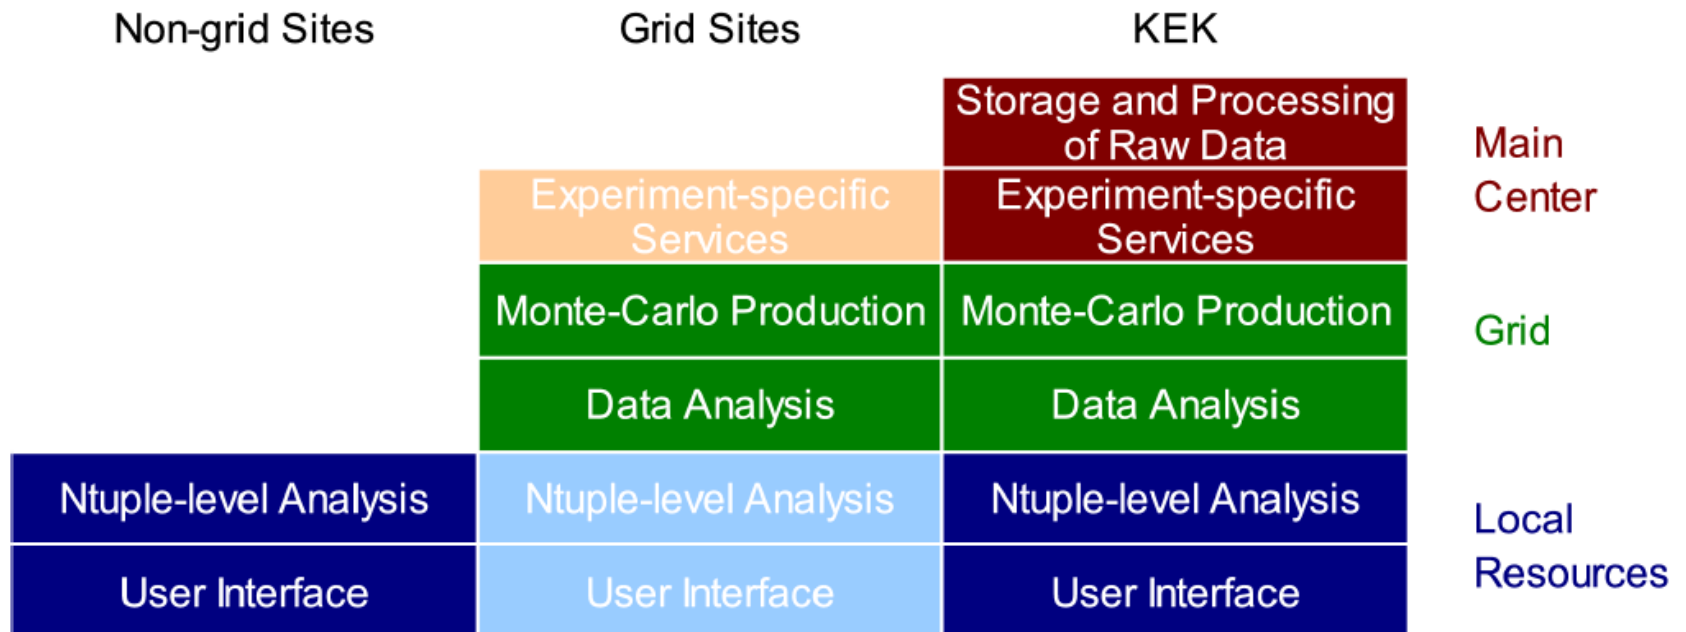 Non-grid Sites
Grid Sites
KEK
Storage and Processing
of Raw Data
Main
Center
Experiment-specific
Services
Experiment-specific
Services
Monte-Carlo Production
Monte-Carlo Production
Grid
Data Analysis
Data Analysis
Ntuple-level Analysis
Ntuple-level Analysis
Ntuple-level Analysis
Local
Resources
User Interface
User Interface
User Interface